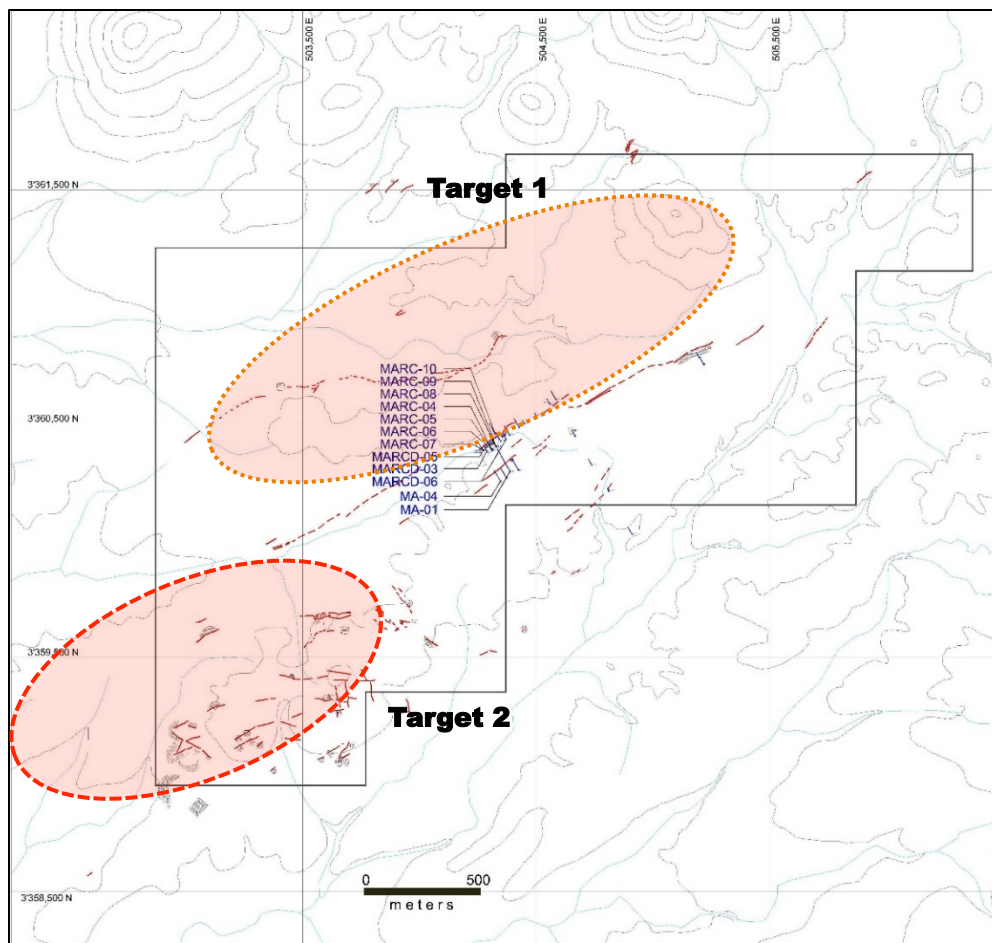 503,500 E
504,500 E
505,500 E
3'361,500 N
Target 1
MARC-10
MARC-09
MARC-08
MARC-04
3'360,500 N
MARC-05
MARC-06
MARC-07
MARCD-05
MARCD-03
MARCD-06
MA-04
MA-01
3'359,500 N
Target 2
0 500
meters
3'358,500 N